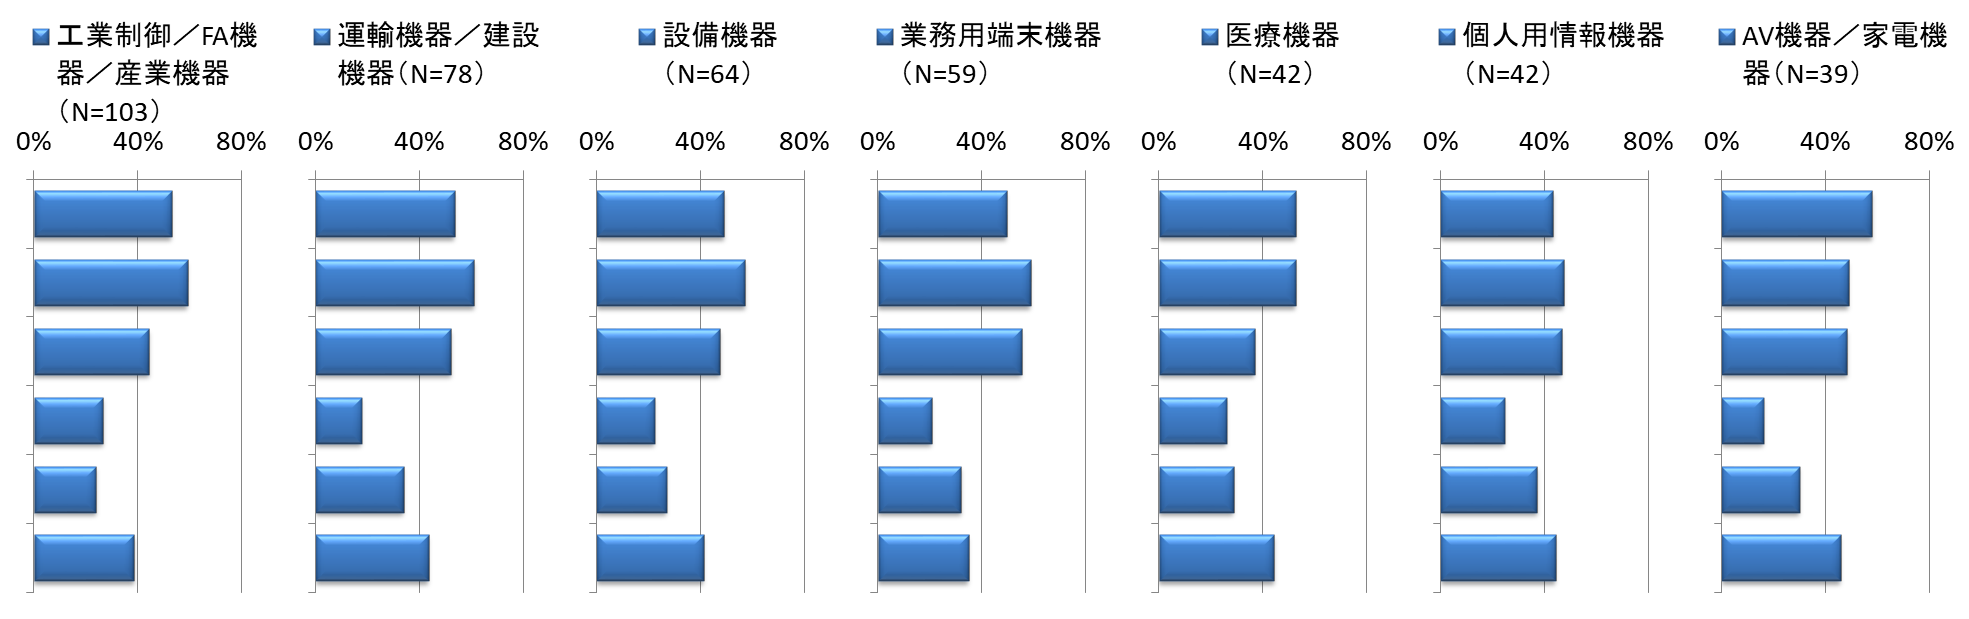 工業制御／FA機
器／産業機器
（N=103）
運輸機器／建設
機器（N=78）
設備機器
（N=64）
業務用端末機器
（N=59）
医療機器
（N=42）
個人用情報機器
（N=42）
AV機器／家電機
器（N=39）
0% 40% 80%
0% 40% 80%
0% 40% 80%
0% 40% 80%
0% 40% 80%
0% 40% 80%
0% 40% 80%